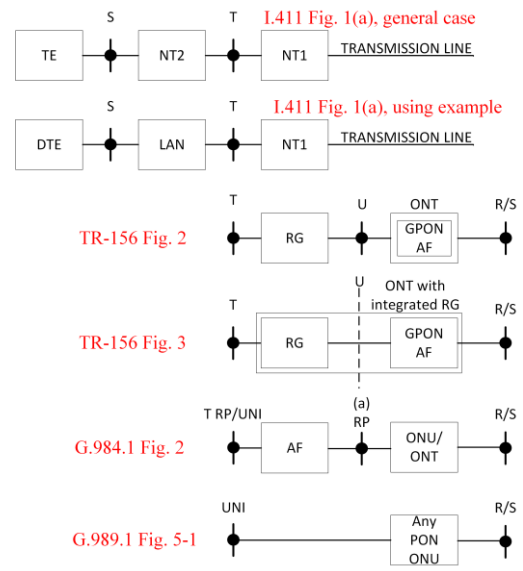 S T I.411 Fig. 1(a), general case
TE NT2 NT1 TRANSMISSION LINE
S T I.411 Fig. 1(a), using example
DTE LAN NT1 TRANSMISSION LINE
T U ONT R/S
TR-156 Fig. 2 RG GPON
AF
T U ONT with
integrated RG R/S
TR-156 Fig. 3 RG GPON
AF
T RP/UNI (a)
RP R/S
G.984.1 Fig. 2 AF ONU/
ONT
UNI R/S
G.989.1 Fig. 5-1 Any
PON
ONU